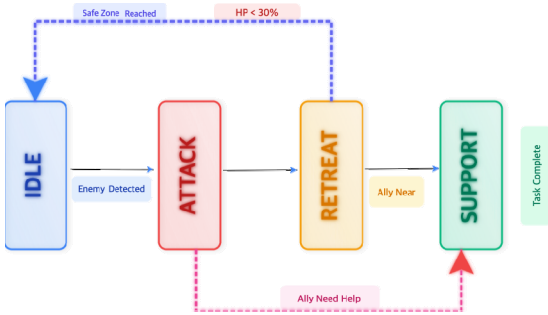 Safe Zone Reached
HP < 30%
IDLE
Enemy Detected
ATTACK
RETREAT
Ally Near
SUPPORT
Task Complete
Ally Need Help